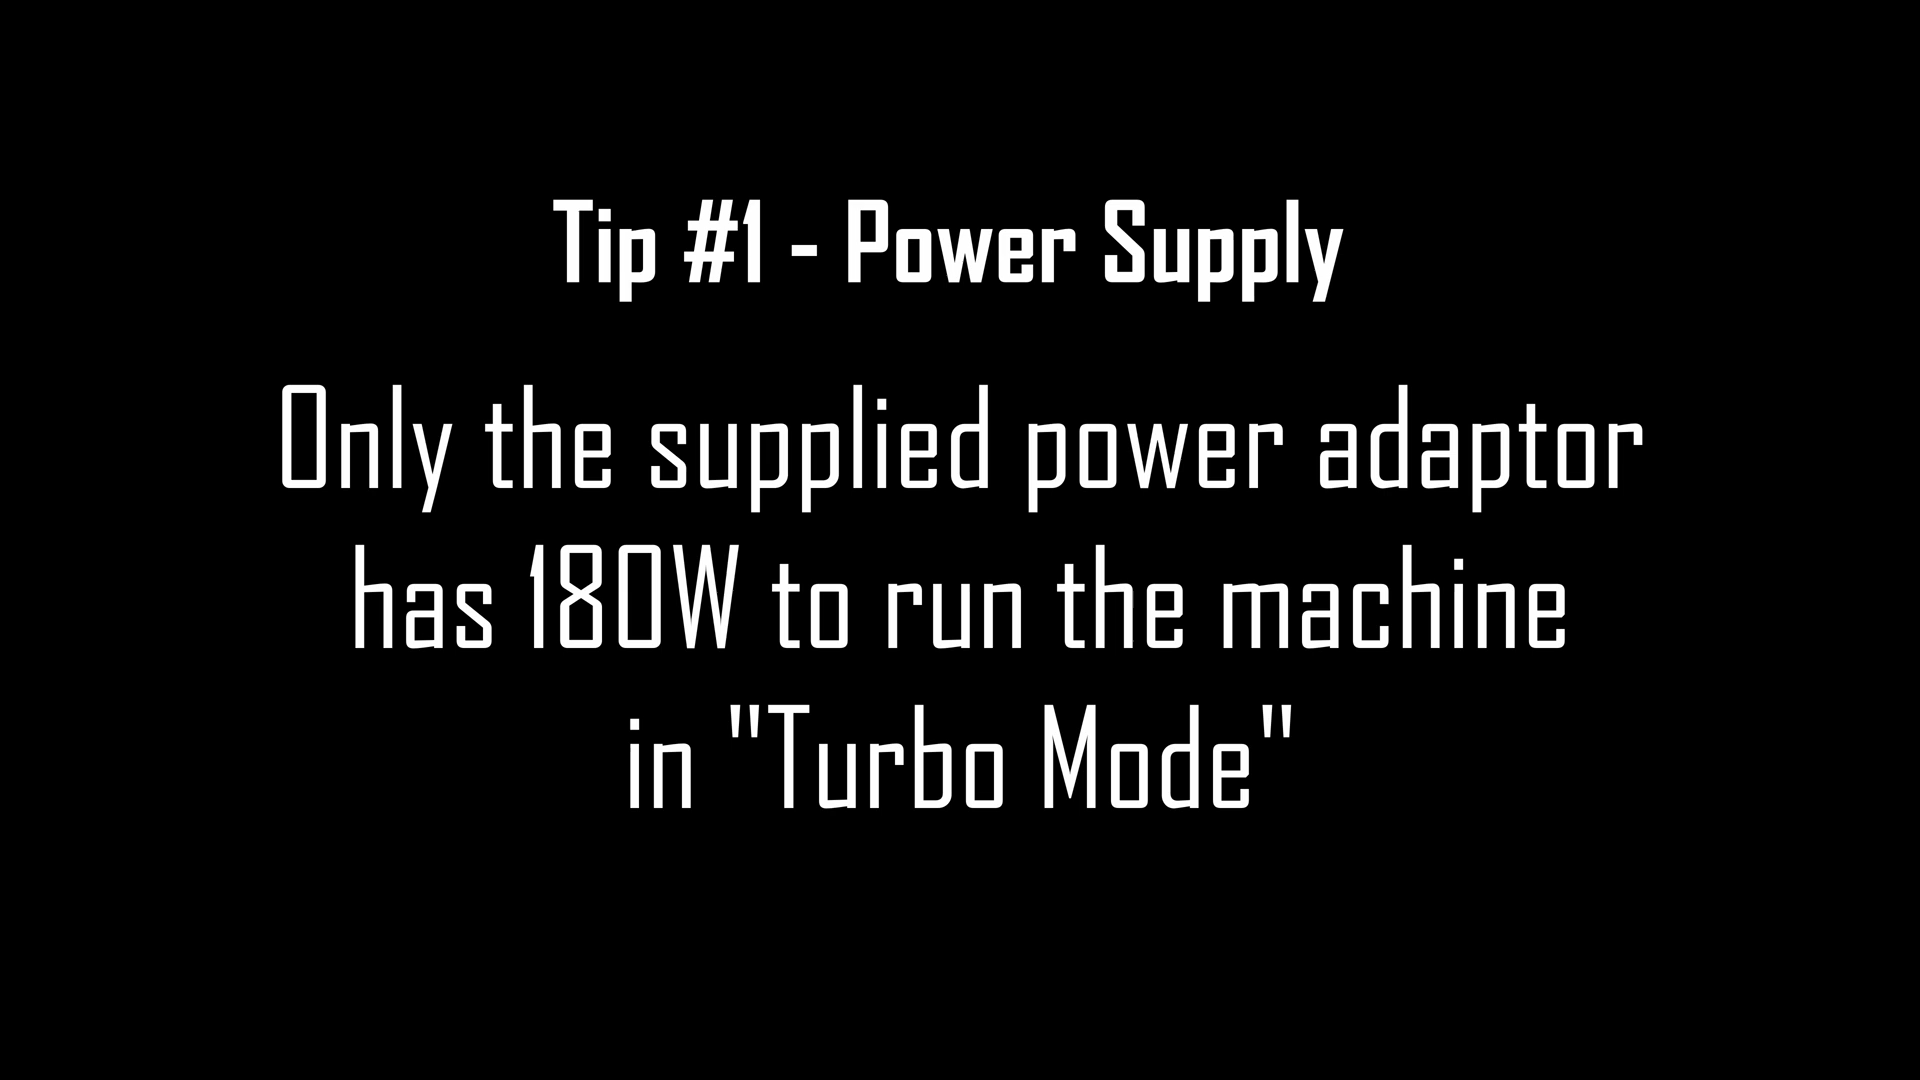 Tip #1 - Power Supply
Only the supplied power adaptor
has 180W to run the machine
in "Turbo Mode"